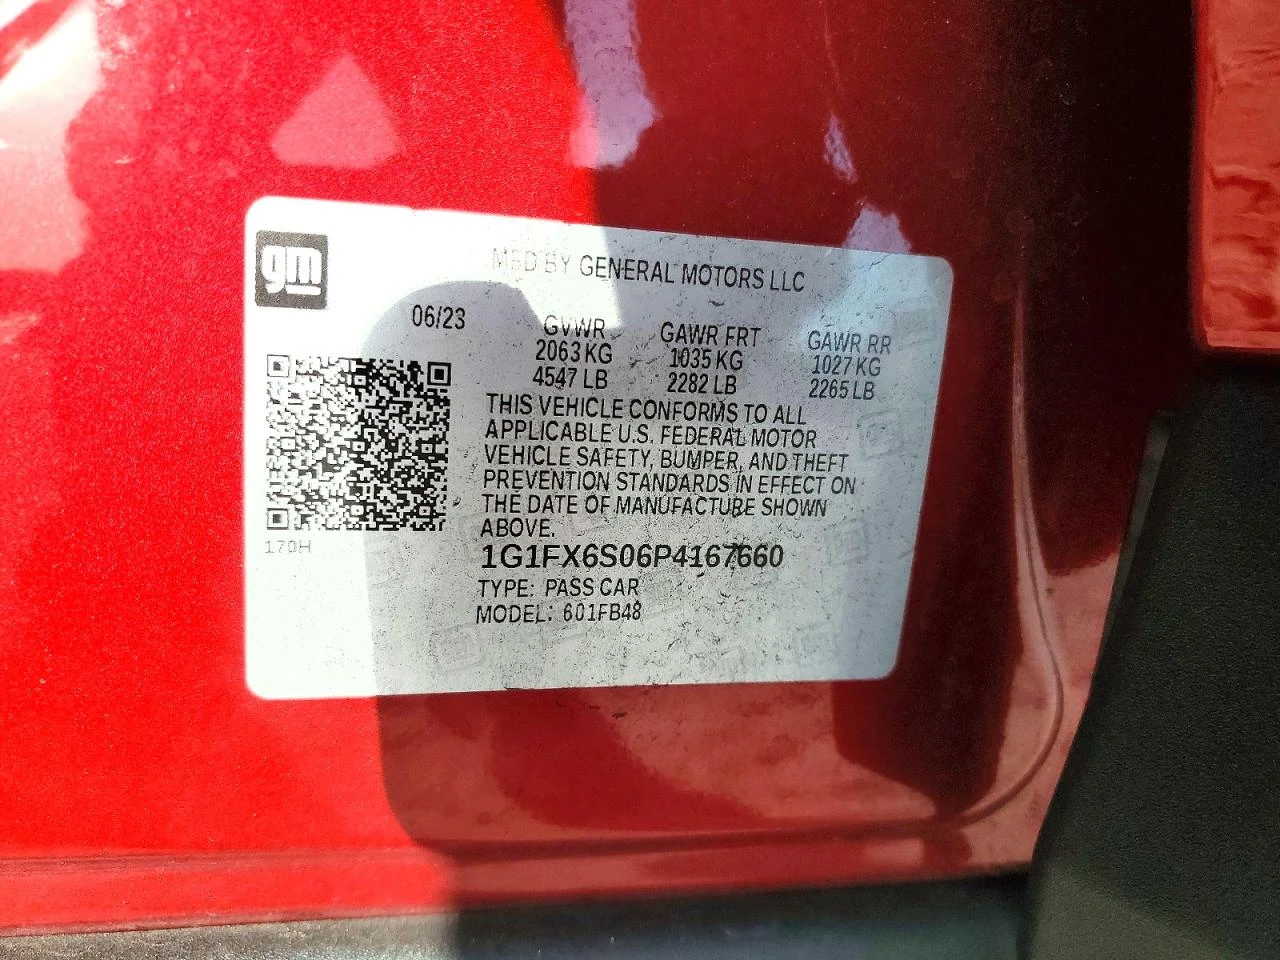 gm
MFD BY GENERAL MOTORS LLC
06/23
GVWR GAWR FRT GAWR RR
2063 KG 1035 KG 1027 KG
4547 LB 2282 LB 2265 LB
THIS VEHICLE CONFORMS TO ALL
APPLICABLE U.S. FEDERAL MOTOR
VEHICLE SAFETY, BUMPER, AND THEFT
PREVENTION STANDARDS IN EFFECT ON
THE DATE OF MANUFACTURE SHOWN
ABOVE.
170H
1G1FX6S06P4167660
TYPE: PASS CAR
MODEL: 601FB48